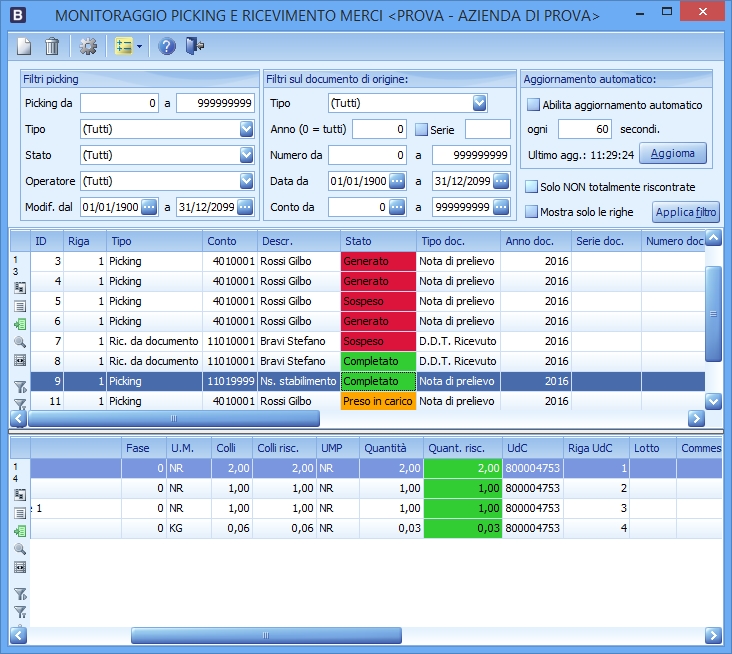 B MONITORAGGIO PICKING E RICEVIMENTO MERCI <PROVA - AZIENDA DI PROVA>
Filtri picking
Picking da 0 a 999999999
Tipo (Tutti)
Stato (Tutti)
Operatore (Tutti)
Modif. dal 01/01/1900 a 31/12/2099
Filtri sul documento di origine:
Tipo (Tutti)
Anno (0 = tutti) 0 Serie
Numero da 0 a 999999999
Data da 01/01/1900 a 31/12/2099
Conto da 0 a 999999999
Aggiornamento automatico:
Abilita aggiornamento automatico
ogni 60 secondi.
Ultimo agg.: 11:29:24 Aggiorna
Solo NON totalmente riscontrate
Mostra solo le righe Applica filtro
ID Riga Tipo Conto Descr. Stato Tipo doc. Anno doc. Serie doc. Numero doc
3 1 Picking 4010001 Rossi Gilbo Generato Nota di prelievo 2016
4 1 Picking 4010001 Rossi Gilbo Generato Nota di prelievo 2016
5 1 Picking 4010001 Rossi Gilbo Sospeso Nota di prelievo 2016
6 1 Picking 4010001 Rossi Gilbo Generato Nota di prelievo 2016
7 1 Ric. da documento 11010001 Bravi Stefano Sospeso D.D.T. Ricevuto 2016
8 1 Ric. da documento 11010001 Bravi Stefano Completato D.D.T. Ricevuto 2016
9 1 Picking 11019999 Ns. stabilimento Completato Nota di prelievo 2016
11 1 Picking 4010001 Rossi Gilbo Preso in carico Nota di prelievo 2016
1
3
Fase U.M. Colli Colli risc. UMP Quantità Quant. risc. UdC Riga UdC Lotto Commes
0 NR 2,00 2,00 NR 2,00 2,00 800004753 1
0 NR 1,00 1,00 NR 1,00 1,00 800004753 2
e 1 0 NR 1,00 1,00 NR 1,00 1,00 800004753 3
0 KG 0,06 0,06 NR 0,03 0,03 800004753 4
1
4